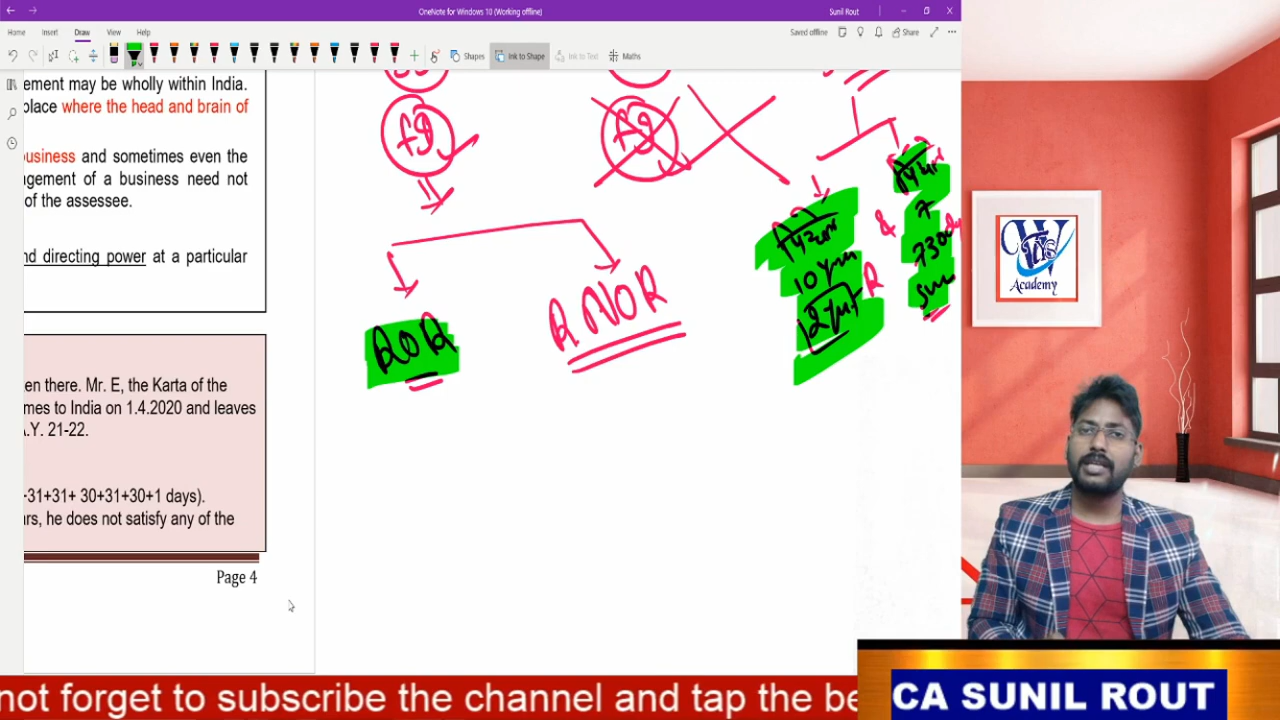 OneNote for Windows 10 (Working offline)
Sunil Rout
Home Insert Draw View Help
Saved offline
Share
Shapes
Ink to Shape
Ink to Text
Maths
ement may be wholly within India.
place where the head and brain of
usiness and sometimes even the
gement of a business need not
of the assessee.
nd directing power at a particular
en there. Mr. E, the Karta of the
mes to India on 1.4.2020 and leaves
.Y. 21-22.
-31+31+ 30+31+30+1 days).
rs, he does not satisfy any of the
Page 4
&
7
730
10
ROR
RNOR
Academy
not forget to subscribe the channel and tap the be
CA SUNIL ROUT